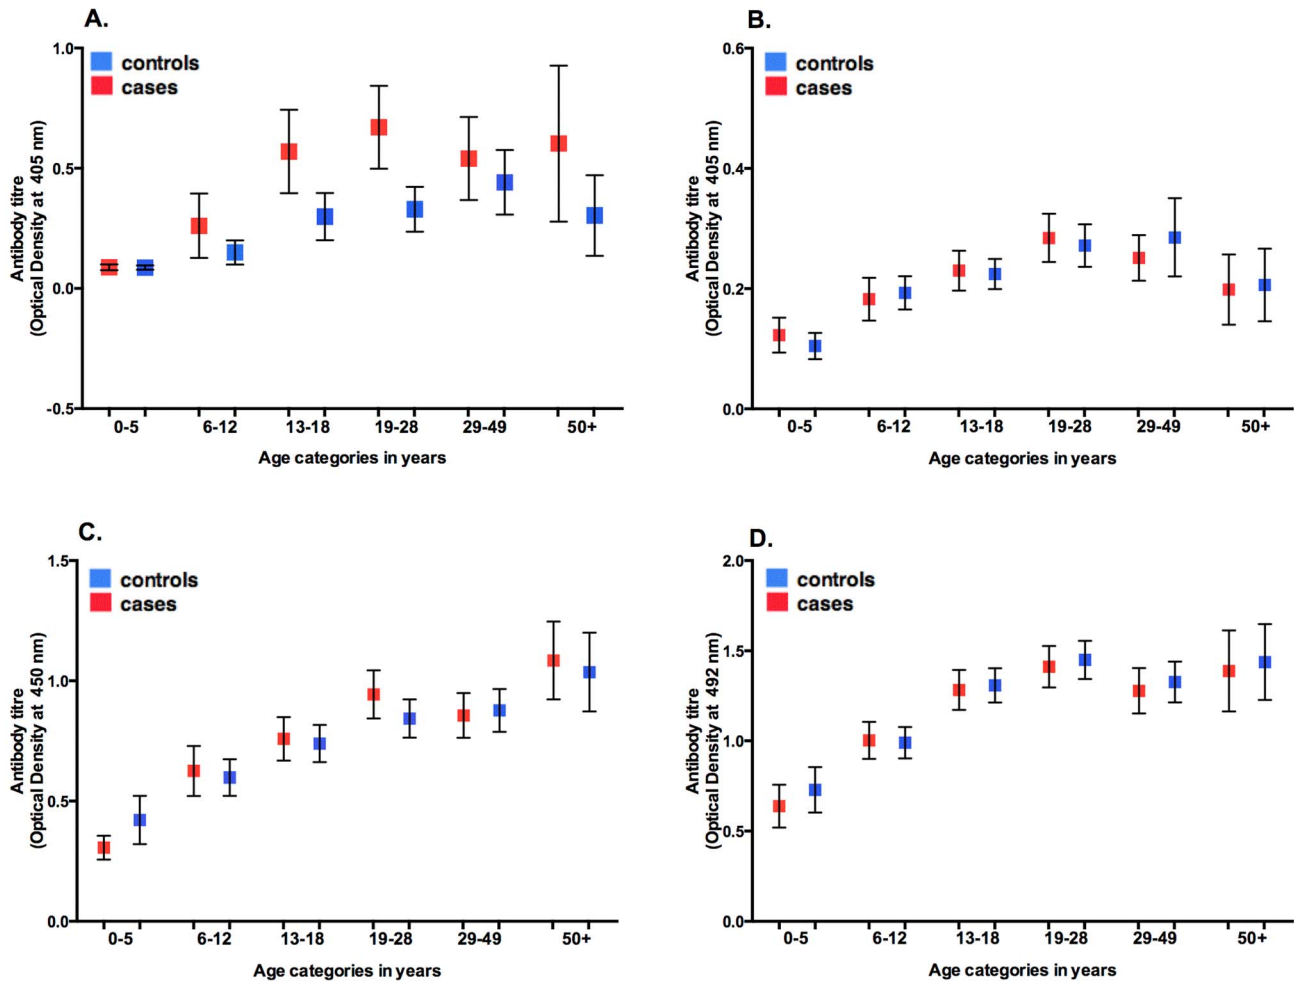 A.
1.0
0.5
0.0
-0.5
controls
cases
Antibody titre
(Optical Density at 405 nm)
0-5 6-12 13-18 19-28 29-49 50+
Age categories in years
B.
0.6
0.4
0.2
0.0
controls
cases
Antibody titre
(Optical Density at 405 nm)
0-5 6-12 13-18 19-28 29-49 50+
Age categories in years
C.
1.5
1.0
0.5
0.0
controls
cases
Antibody titre
(Optical Density at 450 nm)
0-5 6-12 13-18 19-28 29-49 50+
Age categories in years
D.
2.0
1.5
1.0
0.5
0.0
controls
cases
Antibody titre
(Optical Density at 492 nm)
0-5 6-12 13-18 19-28 29-49 50+
Age categories in years